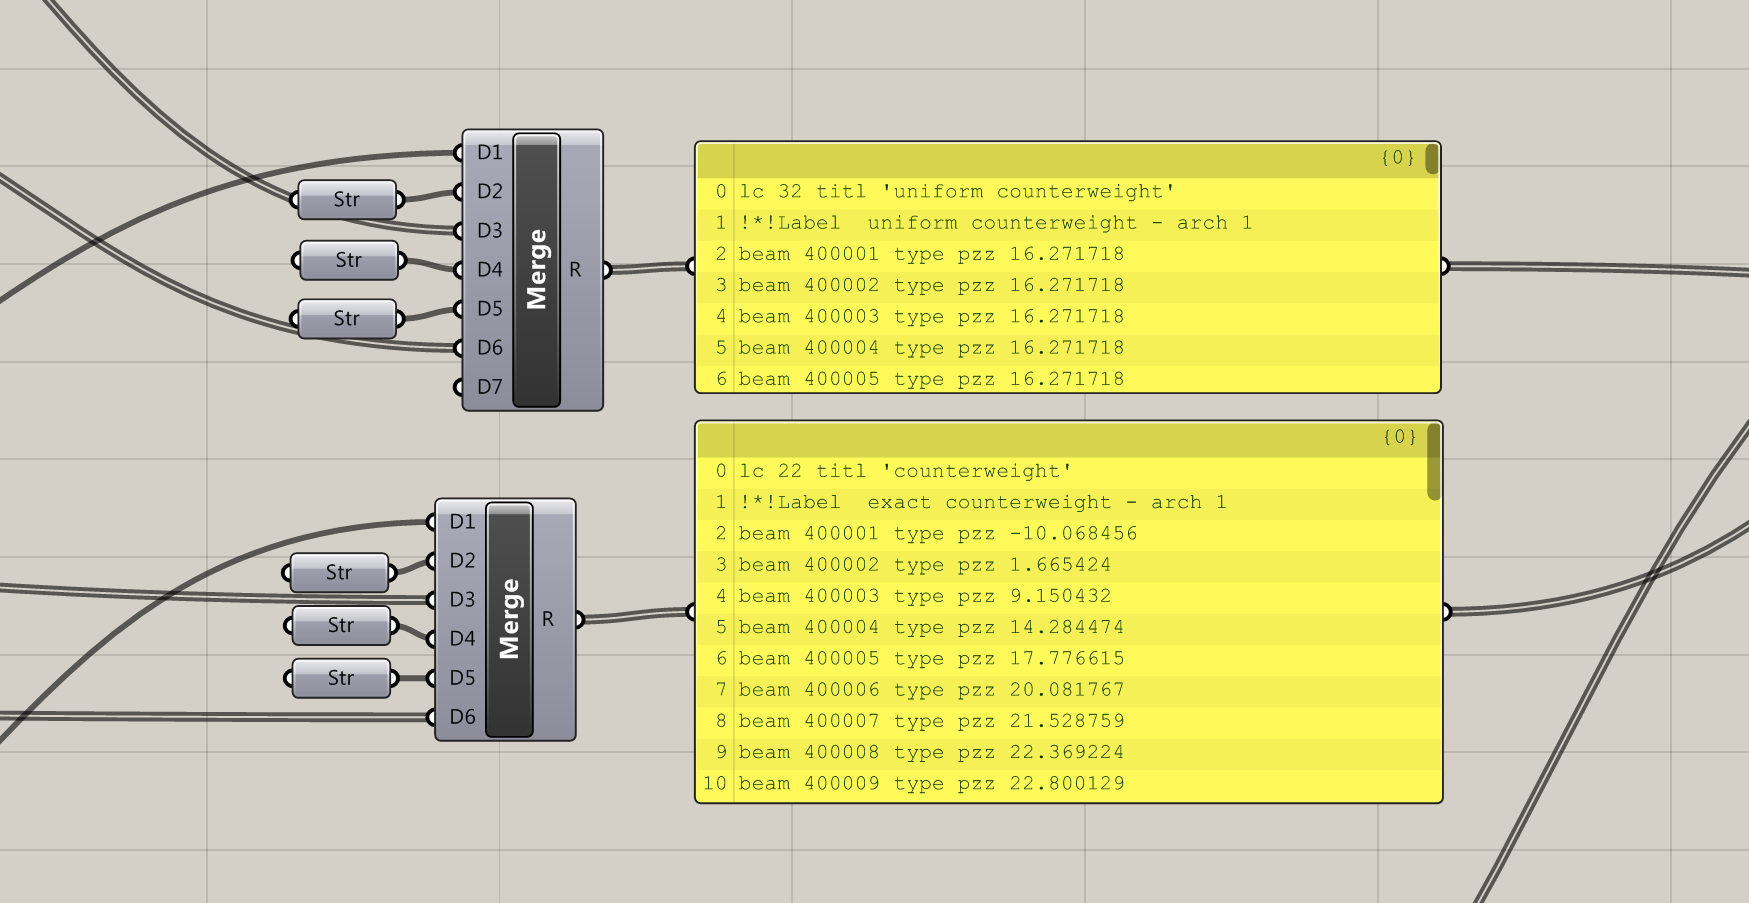 D1
Str
D2
D3
Str
D4
Str
D5
D6
D7
Merge
R
{0}
0 lc 32 titl 'uniform counterweight'
1 !*!Label  uniform counterweight - arch 1
2 beam 400001 type pzz 16.271718
3 beam 400002 type pzz 16.271718
4 beam 400003 type pzz 16.271718
5 beam 400004 type pzz 16.271718
6 beam 400005 type pzz 16.271718
D1
Str
D2
D3
Str
D4
Str
D5
D6
Merge
R
{0}
0 lc 22 titl 'counterweight'
1 !*!Label  exact counterweight - arch 1
2 beam 400001 type pzz -10.068456
3 beam 400002 type pzz 1.665424
4 beam 400003 type pzz 9.150432
5 beam 400004 type pzz 14.284474
6 beam 400005 type pzz 17.776615
7 beam 400006 type pzz 20.081767
8 beam 400007 type pzz 21.528759
9 beam 400008 type pzz 22.369224
10 beam 400009 type pzz 22.800129